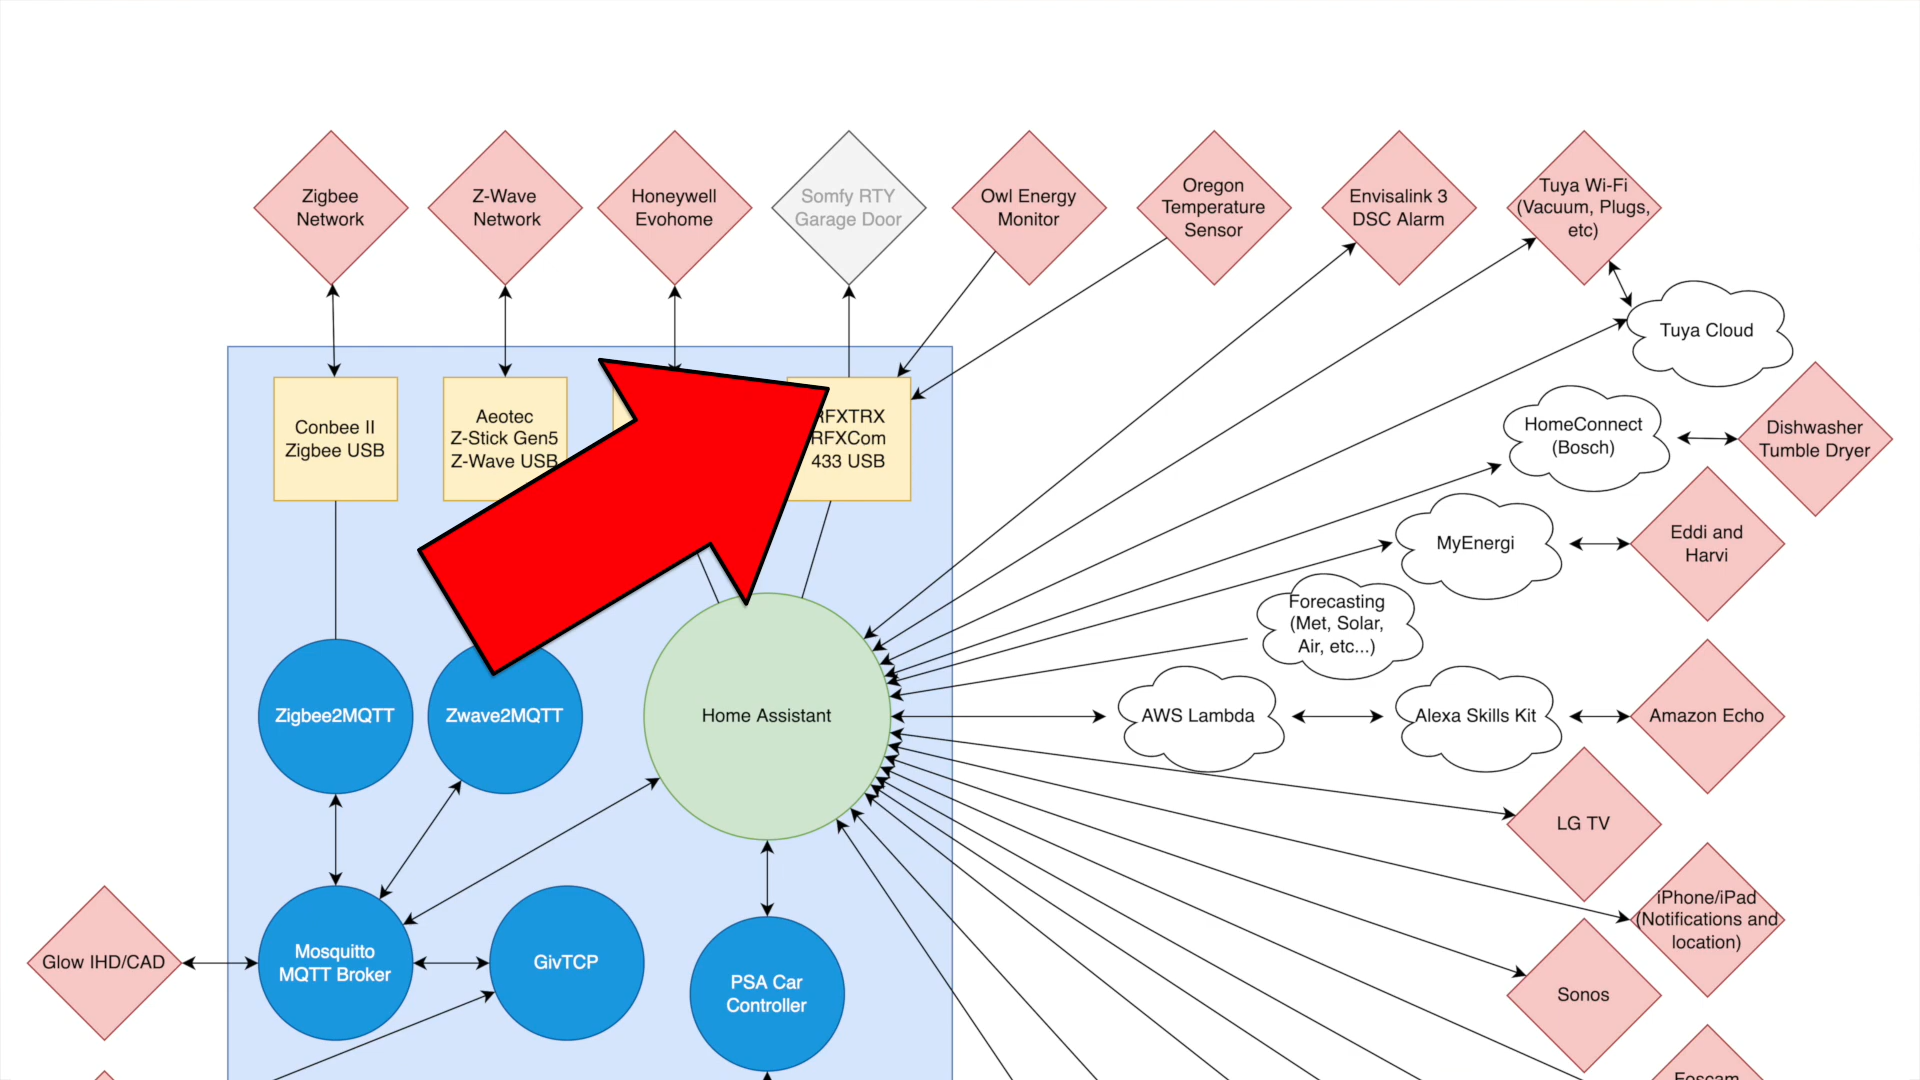 Zigbee
Network
Z-Wave
Network
Honeywell
Evohome
Somfy RTY
Garage Door
Owl Energy
Monitor
Oregon
Temperature
Sensor
Envisalink 3
DSC Alarm
Tuya Wi-Fi
(Vacuum, Plugs,
etc)
Tuya Cloud
Conbee II
Zigbee USB
Aeotec
Z-Stick Gen5
Z-Wave USB
RFXTRX
RFXCom
433 USB
HomeConnect
(Bosch)
Dishwasher
Tumble Dryer
MyEnergi
Eddi and
Harvi
Forecasting
(Met, Solar,
Air, etc...)
Zigbee2MQTT
Zwave2MQTT
Home Assistant
AWS Lambda
Alexa Skills Kit
Amazon Echo
LG TV
iPhone/iPad
(Notifications and
location)
Glow IHD/CAD
Mosquitto
MQTT Broker
GivTCP
PSA Car
Controller
Sonos
Foscam